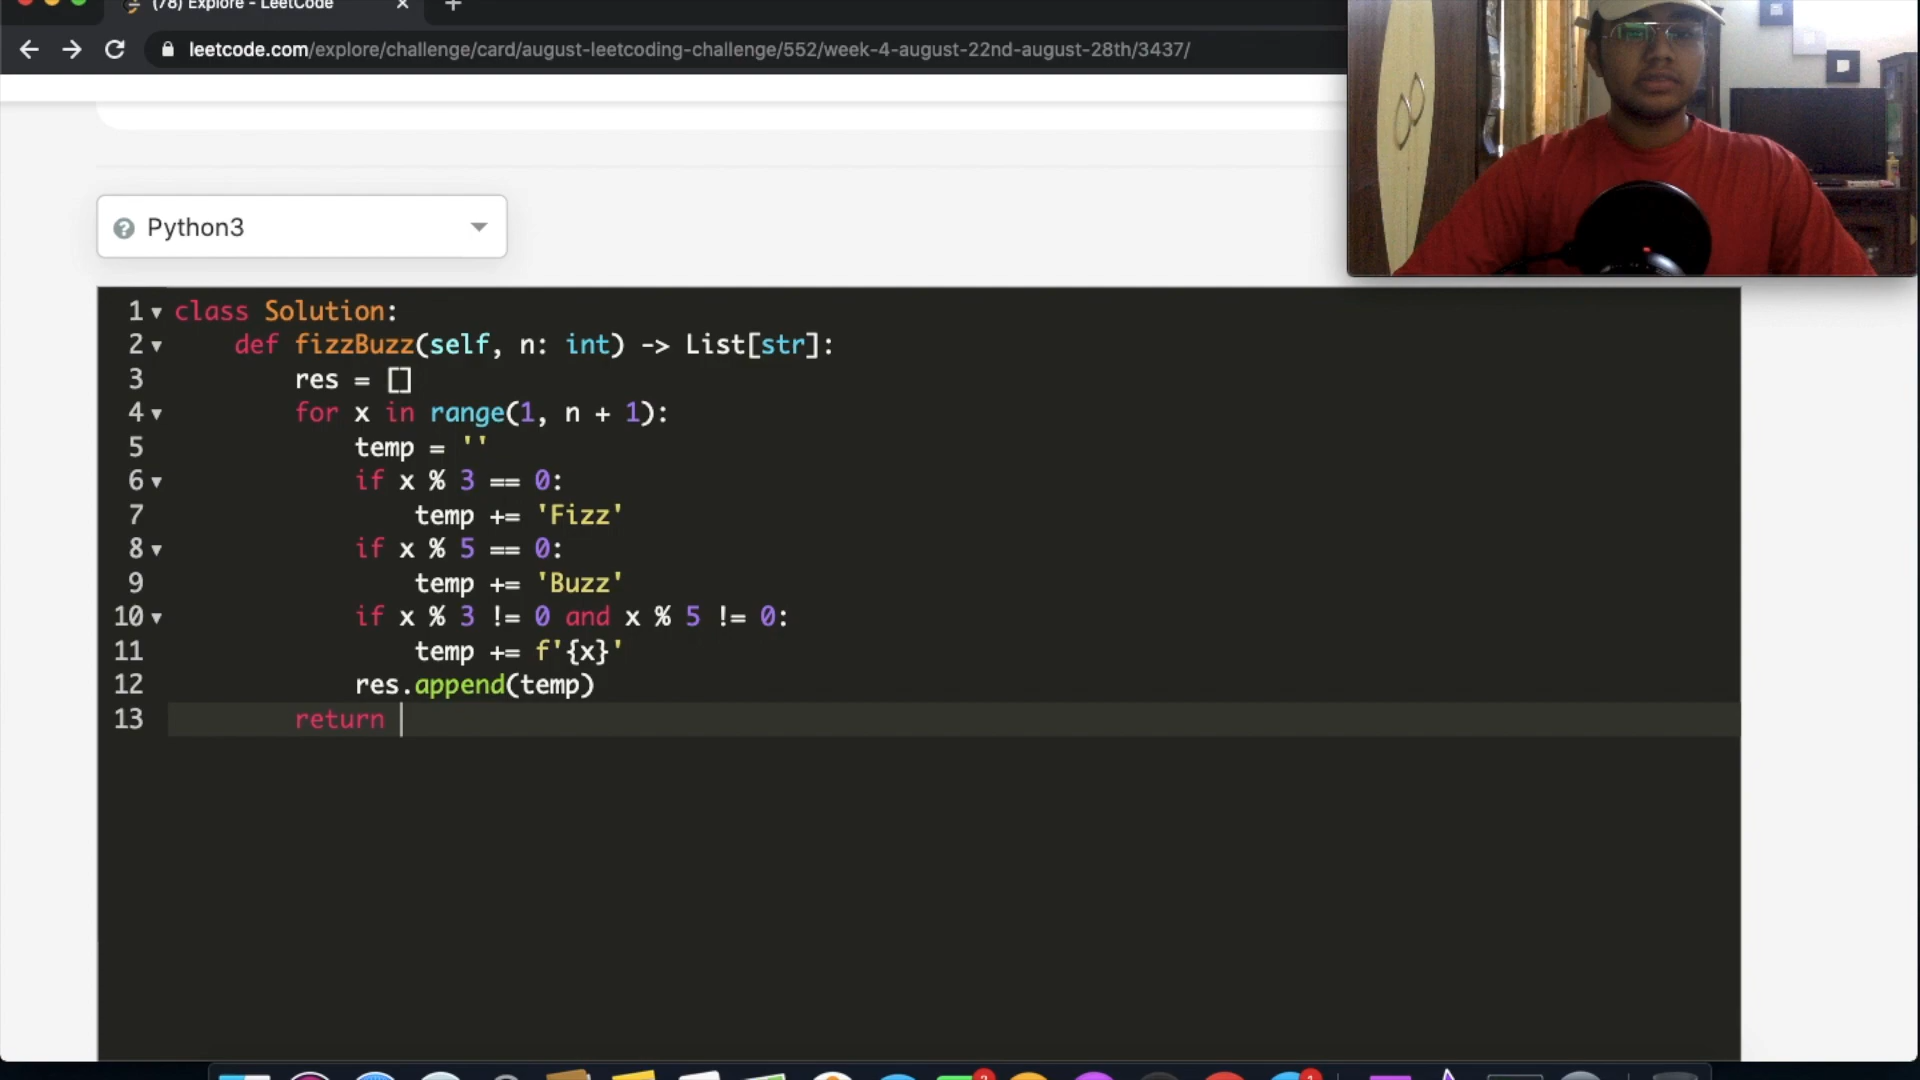 (78) Explore - LeetCode
leetcode.com/explore/challenge/card/august-leetcoding-challenge/552/week-4-august-22nd-august-28th/3437/
Python3
1 class Solution:
2 def fizzBuzz(self, n: int) -> List[str]:
3 res = []
4 for x in range(1, n + 1):
5 temp = ''
6 if x % 3 == 0:
7 temp += 'Fizz'
8 if x % 5 == 0:
9 temp += 'Buzz'
10 if x % 3 != 0 and x % 5 != 0:
11 temp += f'{x}'
12 res.append(temp)
13 return